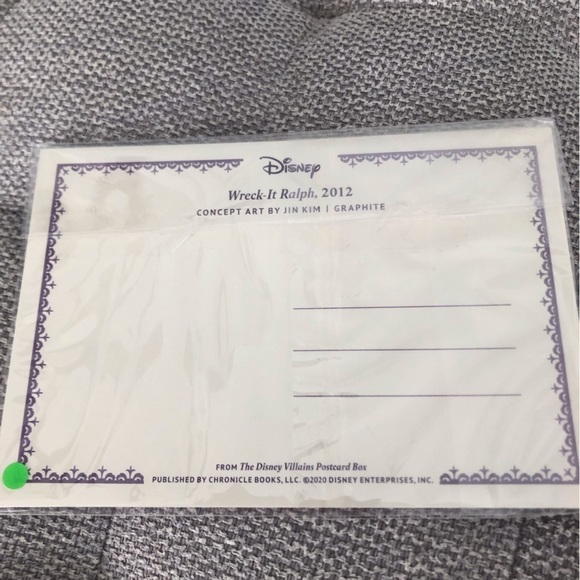 Disney
Wreck-It Ralph, 2012
CONCEPT ART BY JIN KIM | GRAPHITE
FROM The Disney Villains Postcard Box
PUBLISHED BY CHRONICLE BOOKS, LLC. ©2020 DISNEY ENTERPRISES, INC.